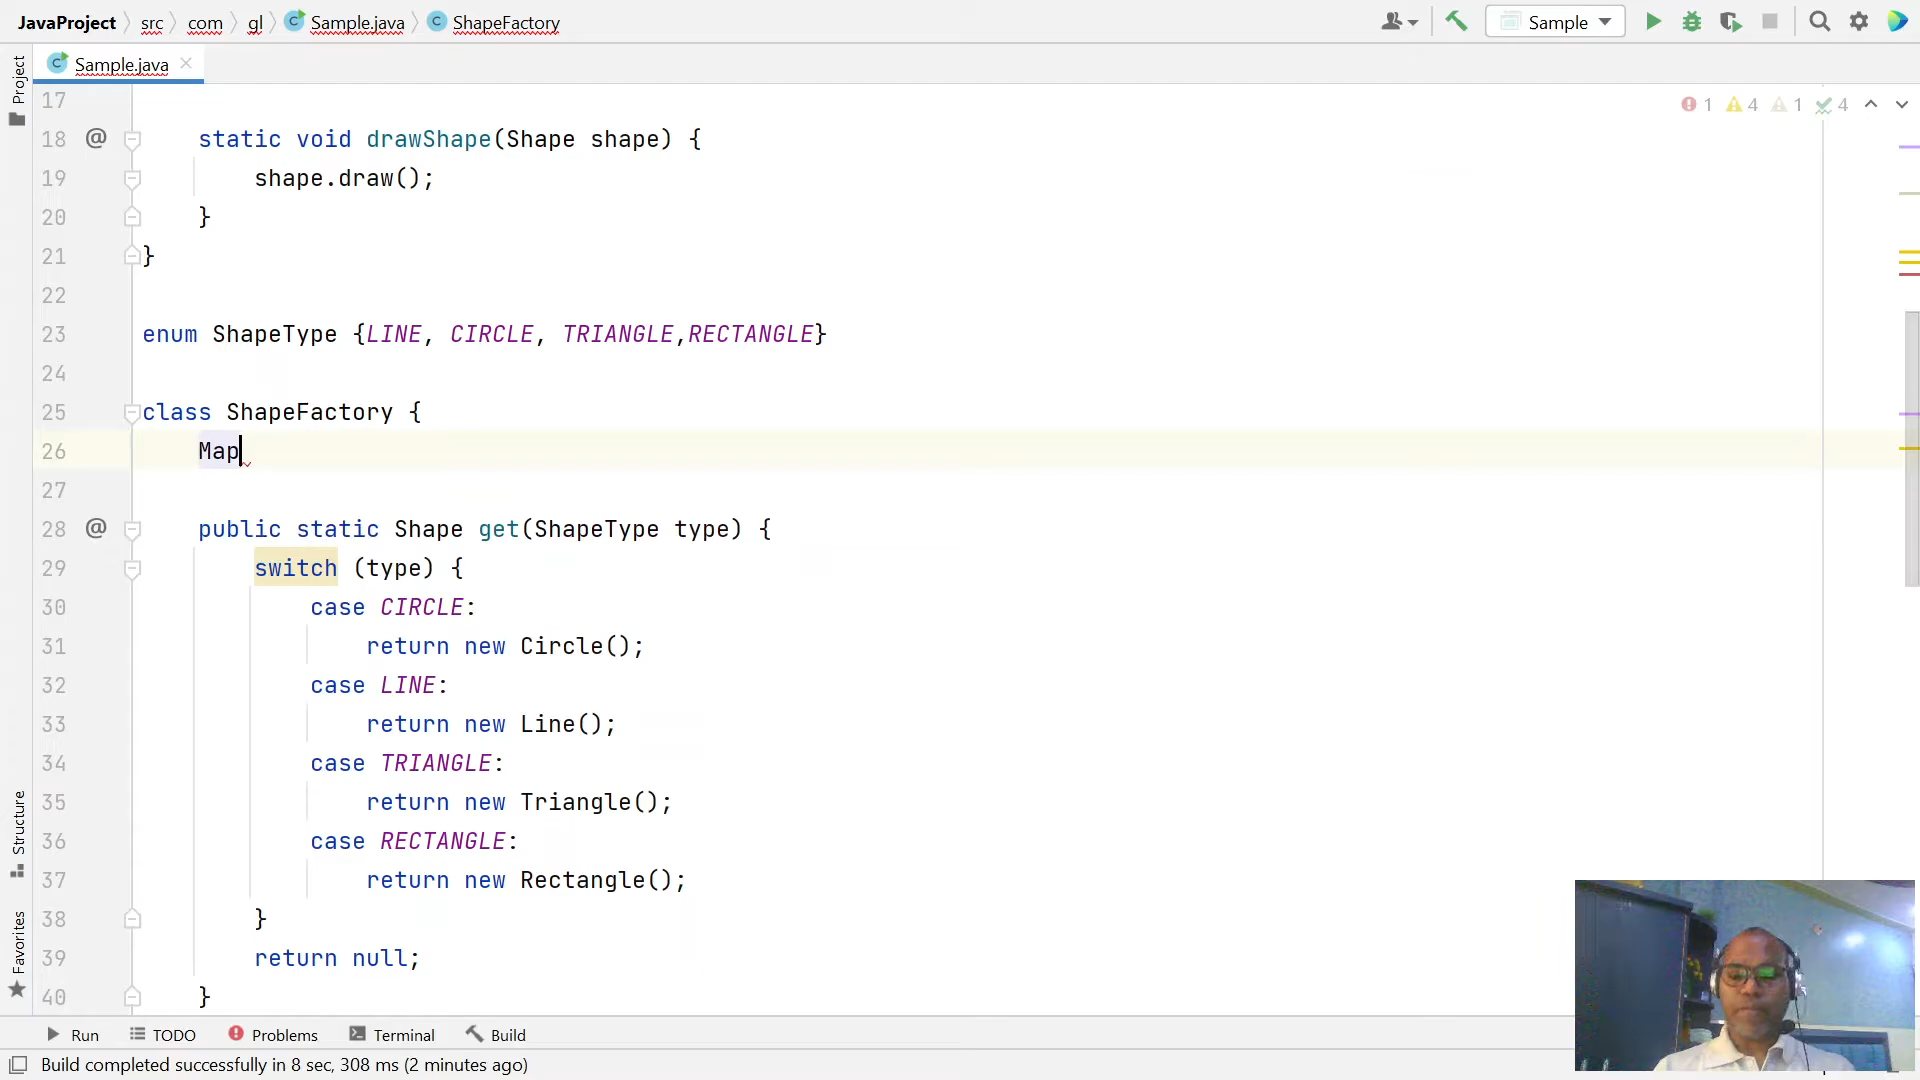 JavaProject src com gl Sample.java ShapeFactory Sample
Project Sample.java
17 1 4 1 4
18 @ static void drawShape(Shape shape) {
19 shape.draw();
20 }
21 }
22
23 enum ShapeType {LINE, CIRCLE, TRIANGLE,RECTANGLE}
24
25 class ShapeFactory {
26 Map
27
28 @ public static Shape get(ShapeType type) {
29 switch (type) {
30 case CIRCLE:
31 return new Circle();
32 case LINE:
33 return new Line();
34 case TRIANGLE:
35 return new Triangle();
36 case RECTANGLE:
37 return new Rectangle();
38 }
39 return null;
40 }
Structure
Favorites
Run TODO Problems Terminal Build
Build completed successfully in 8 sec, 308 ms (2 minutes ago)